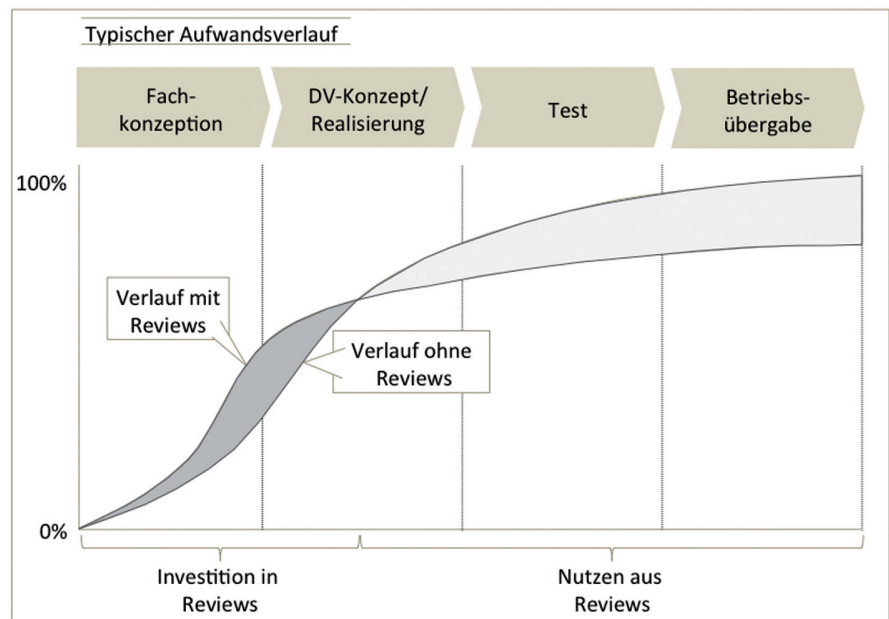 Typischer Aufwandsverlauf
Fach-
konzeption
DV-Konzept/
Realisierung
Test
Betriebs-
übergabe
100%
Verlauf mit
Reviews
Verlauf ohne
Reviews
0%
Investition in
Reviews
Nutzen aus
Reviews